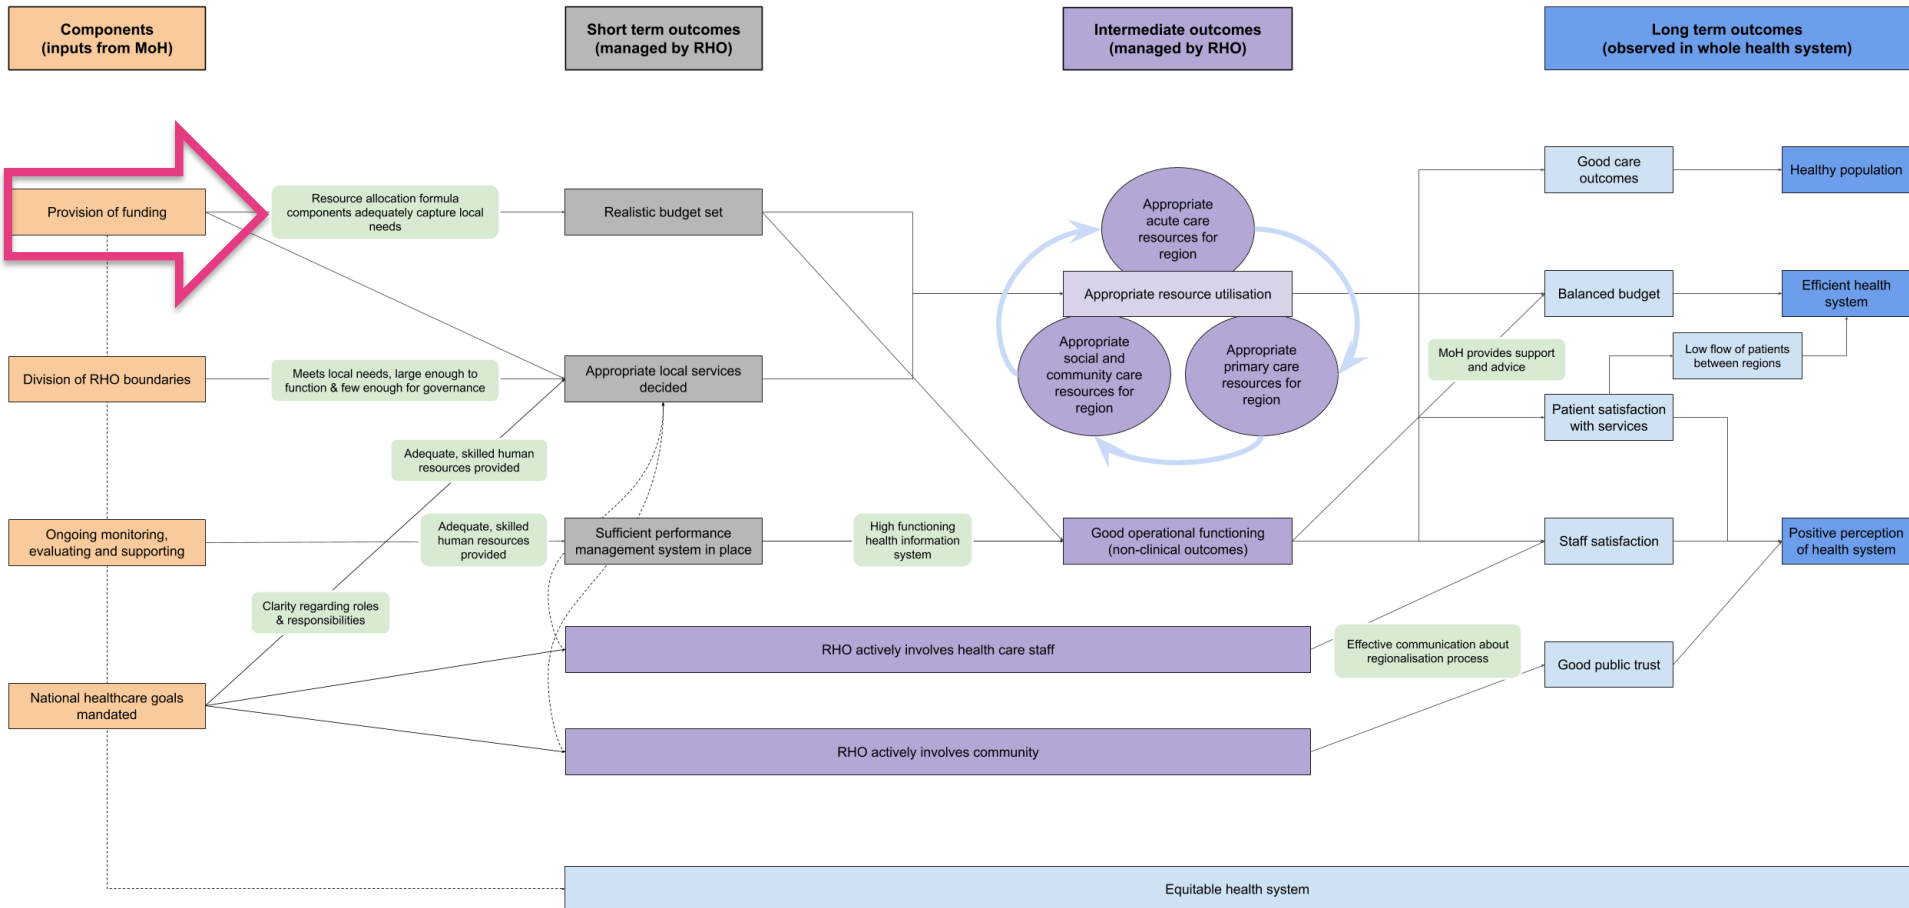 Components
(inputs from MoH)
Short term outcomes
(managed by RHO)
Intermediate outcomes
(managed by RHO)
Long term outcomes
(observed in whole health system)
Provision of funding
Resource allocation formula
components adequately capture local
needs
Realistic budget set
Appropriate
acute care
resources for
region
Good care
outcomes
Healthy population
Appropriate resource utilisation
Balanced budget
Efficient health
system
Division of RHO boundaries
Meets local needs, large enough to
function & few enough for governance
Appropriate local services
decided
Appropriate
social and
community care
resources for
region
Appropriate
primary care
resources for
region
MoH provides support
and advice
Low flow of patients
between regions
Patient satisfaction
with services
Adequate, skilled human
resources provided
Ongoing monitoring,
evaluating and supporting
Adequate, skilled
human resources
provided
Sufficient performance
management system in place
High functioning
health information
system
Good operational functioning
(non-clinical outcomes)
Staff satisfaction
Positive perception
of health system
Clarity regarding roles
& responsibilities
RHO actively involves health care staff
Effective communication about
regionalisation process
Good public trust
National healthcare goals
mandated
RHO actively involves community
Equitable health system